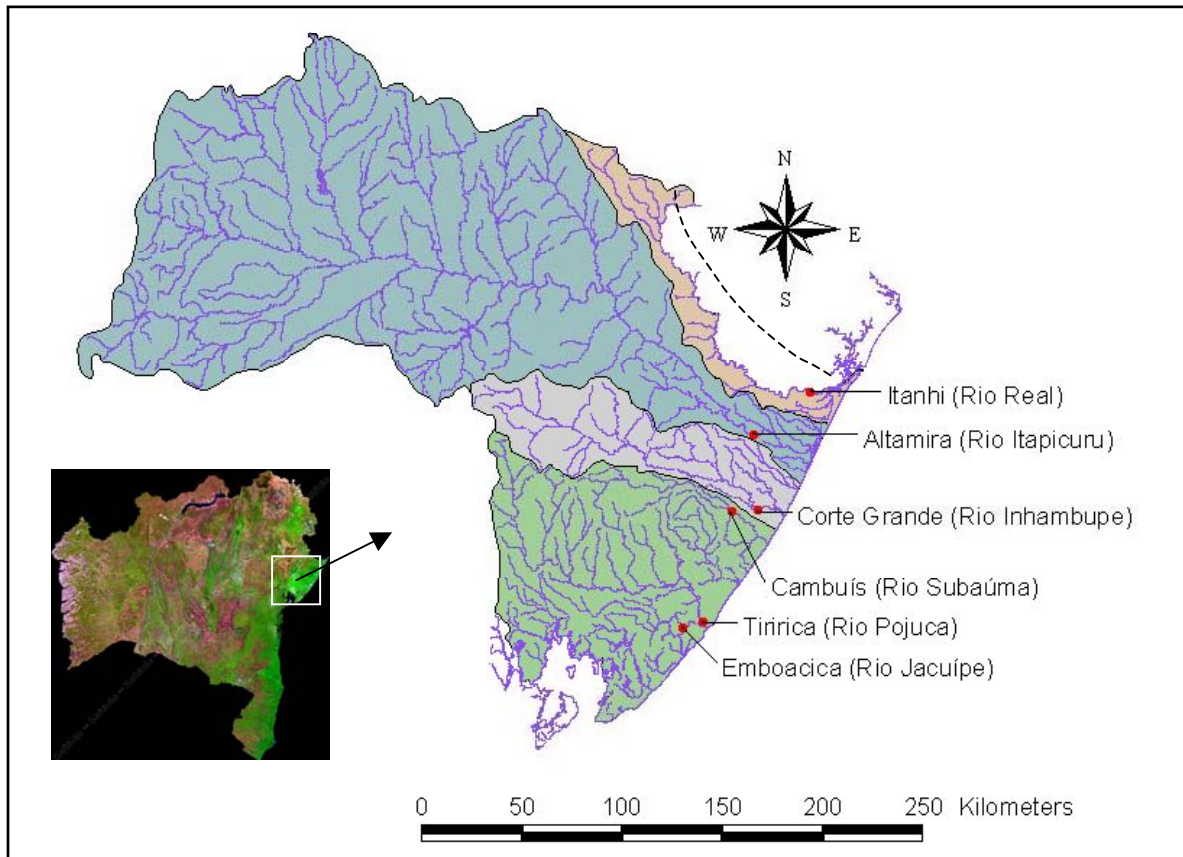 N
W
E
S
Itanhi (Rio Real)
Altamira (Rio Itapicuru)
Corte Grande (Rio Inhambupe)
Cambuís (Rio Subaúma)
Tiririca (Rio Pojuca)
Emboacica (Rio Jacuípe)
0 50 100 150 200 250 Kilometers